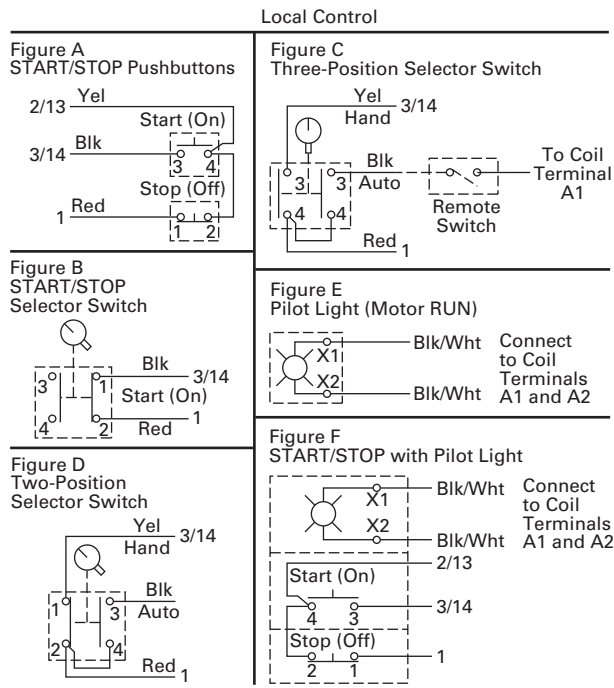 Local Control
Figure A
START/STOP Pushbuttons
Yel
2/13
Start (On)
Blk
3/14
3 4
Stop (Off)
Red
1
1 2
Figure B
START/STOP
Selector Switch
Blk
3 1
3/14
Start (On)
1
4 2
Red
Figure D
Two-Position
Selector Switch
Yel
3/14
Hand
Blk
1 3
Auto
2 4
Red
1
Figure C
Three-Position Selector Switch
Yel
3/14
Hand
Blk
To Coil
3 3
Auto
Terminal
A1
Remote
Switch
4 4
Red
1
Figure E
Pilot Light (Motor RUN)
Blk/Wht Connect
X1
to Coil
X2
Terminals
Blk/Wht A1 and A2
Figure F
START/STOP with Pilot Light
Blk/Wht Connect
X1
to Coil
X2
Terminals
Blk/Wht A1 and A2
2/13
Start (On)
3/14
4 3
Stop (Off)
1
2 1